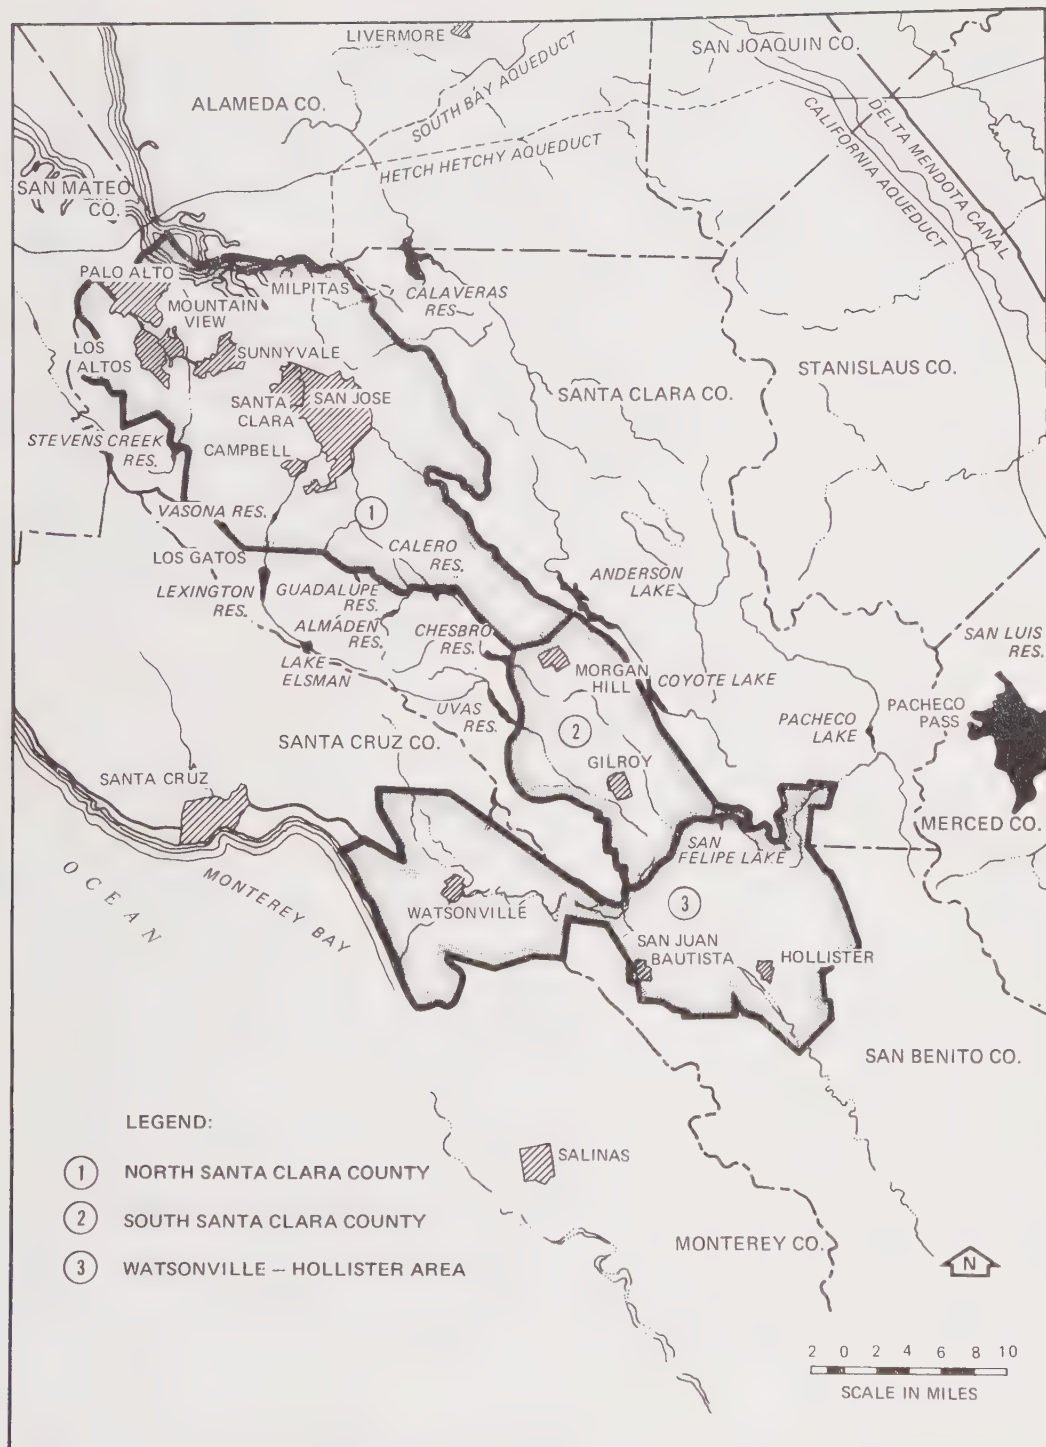 LIVERMORE
SAN JOAQUIN CO.
SOUTH BAY AQUEDUCT
ALAMEDA CO.
DELTA MENDOTA CANAL
CALIFORNIA AQUEDUCT
HETCH HETCHY AQUEDUCT
SAN MATEO
CO.
PALO ALTO
MILPITAS
CALAVERAS
RES.
MOUNTAIN
VIEW
SUNNYVALE
LOS
ALTOS
STANISLAUS CO.
SANTA CLARA CO.
SANTA
CLARA
SAN JOSE
STEVENS CREEK
RES.
CAMPBELL
VASONA RES.
1
LOS GATOS
CALERO
RES.
LEXINGTON
RES.
GUADALUPE
RES.
ANDERSON
LAKE
ALMADEN
RES.
CHESBRO
RES.
SAN LUIS
RES.
LAKE
ELSMAN
MORGAN
HILL
COYOTE LAKE
PACHECO
PASS
UVAS
RES.
PACHECO
LAKE
2
SANTA CRUZ CO.
GILROY
SANTA CRUZ
MERCED CO.
SAN
FELIPE LAKE
OCEAN
MONTEREY BAY
WATSONVILLE
3
SAN JUAN
BAUTISTA
HOLLISTER
SAN BENITO CO.
LEGEND:
1 NORTH SANTA CLARA COUNTY
2 SOUTH SANTA CLARA COUNTY
3 WATSONVILLE – HOLLISTER AREA
SALINAS
MONTEREY CO.
N
2 0 2 4 6 8 10
SCALE IN MILES